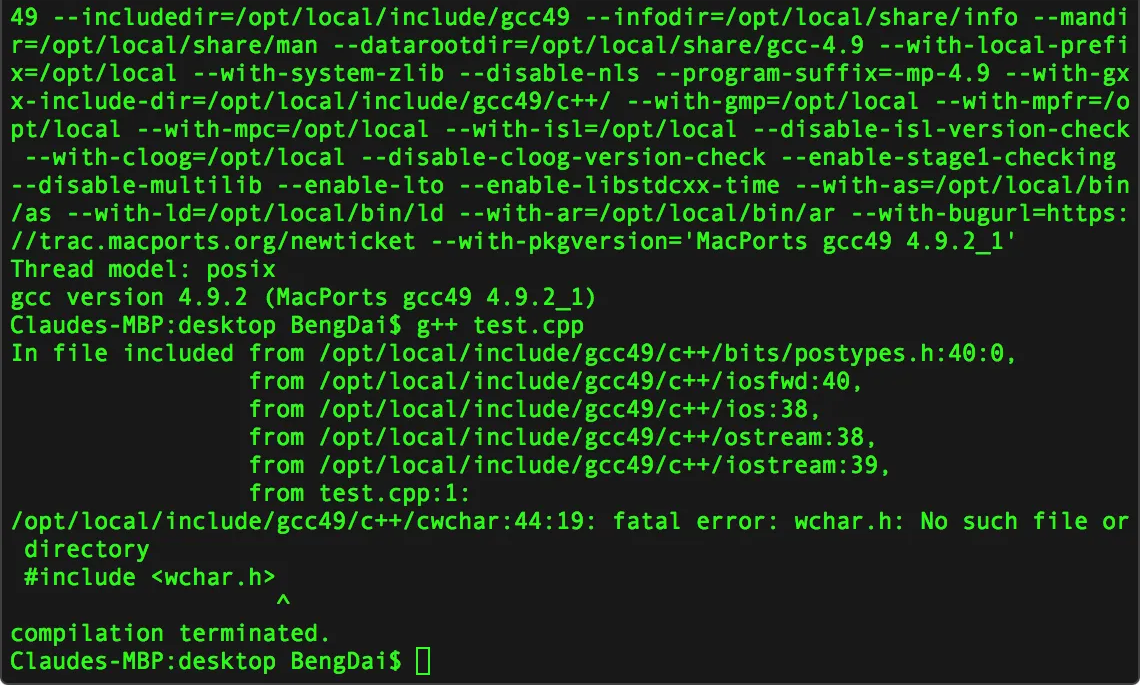 49 --includedir=/opt/local/include/gcc49 --infodir=/opt/local/share/info --mandi
r=/opt/local/share/man --datarootdir=/opt/local/share/gcc-4.9 --with-local-prefi
x=/opt/local --with-system-zlib --disable-nls --program-suffix=-mp-4.9 --with-gx
x-include-dir=/opt/local/include/gcc49/c++/ --with-gmp=/opt/local --with-mpfr=/o
pt/local --with-mpc=/opt/local --with-isl=/opt/local --disable-isl-version-check
 --with-cloog=/opt/local --disable-cloog-version-check --enable-stage1-checking
--disable-multilib --enable-lto --enable-libstdcxx-time --with-as=/opt/local/bin
/as --with-ld=/opt/local/bin/ld --with-ar=/opt/local/bin/ar --with-bugurl=https:
//trac.macports.org/newticket --with-pkgversion='MacPorts gcc49 4.9.2_1'
Thread model: posix
gcc version 4.9.2 (MacPorts gcc49 4.9.2_1)
Claudes-MBP:desktop BengDai$ g++ test.cpp
In file included from /opt/local/include/gcc49/c++/bits/postypes.h:40:0,
                 from /opt/local/include/gcc49/c++/iosfwd:40,
                 from /opt/local/include/gcc49/c++/ios:38,
                 from /opt/local/include/gcc49/c++/ostream:38,
                 from /opt/local/include/gcc49/c++/iostream:39,
                 from test.cpp:1:
/opt/local/include/gcc49/c++/cwchar:44:19: fatal error: wchar.h: No such file or
 directory
 #include <wchar.h>
                   ^
compilation terminated.
Claudes-MBP:desktop BengDai$